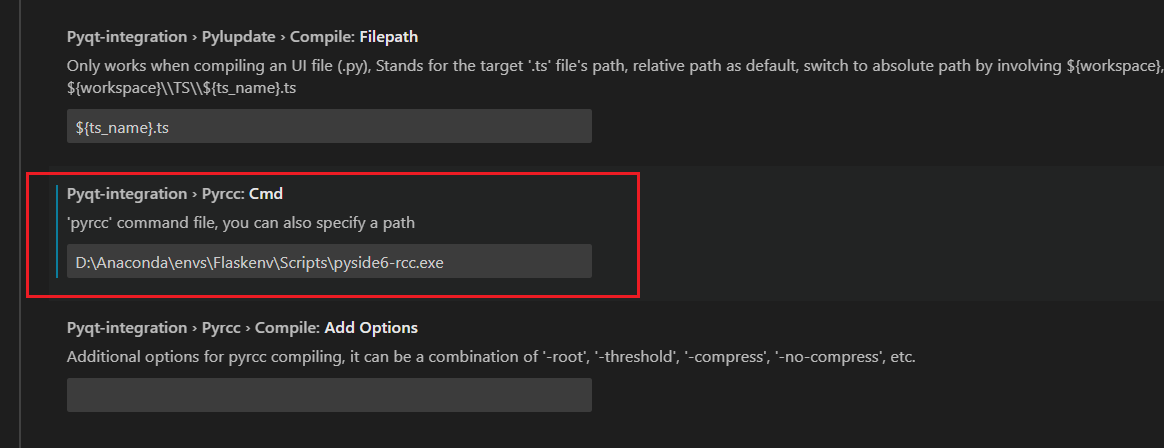 Pyqt-integration › Pylupdate › Compile: Filepath
Only works when compiling an UI file (.py), Stands for the target '.ts' file's path, relative path as default, switch to absolute path by involving ${workspace},
${workspace}\\TS\\${ts_name}.ts
${ts_name}.ts
Pyqt-integration › Pyrcc: Cmd
'pyrcc' command file, you can also specify a path
D:\Anaconda\envs\Flaskenv\Scripts\pyside6-rcc.exe
Pyqt-integration › Pyrcc › Compile: Add Options
Additional options for pyrcc compiling, it can be a combination of '-root', '-threshold', '-compress', '-no-compress', etc.